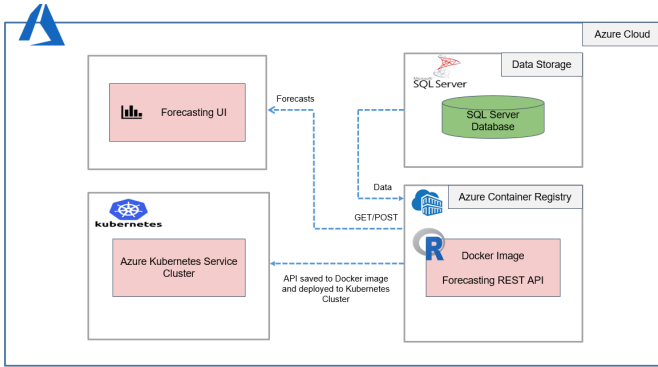 Azure Cloud
Data Storage
Microsoft
SQL Server
SQL Server
Database
Forecasting UI
Forecasts
Data
GET/POST
Azure Container Registry
kubernetes
Azure Kubernetes Service
Cluster
API saved to Docker image
and deployed to Kubernetes
Cluster
R
Docker Image
Forecasting REST API